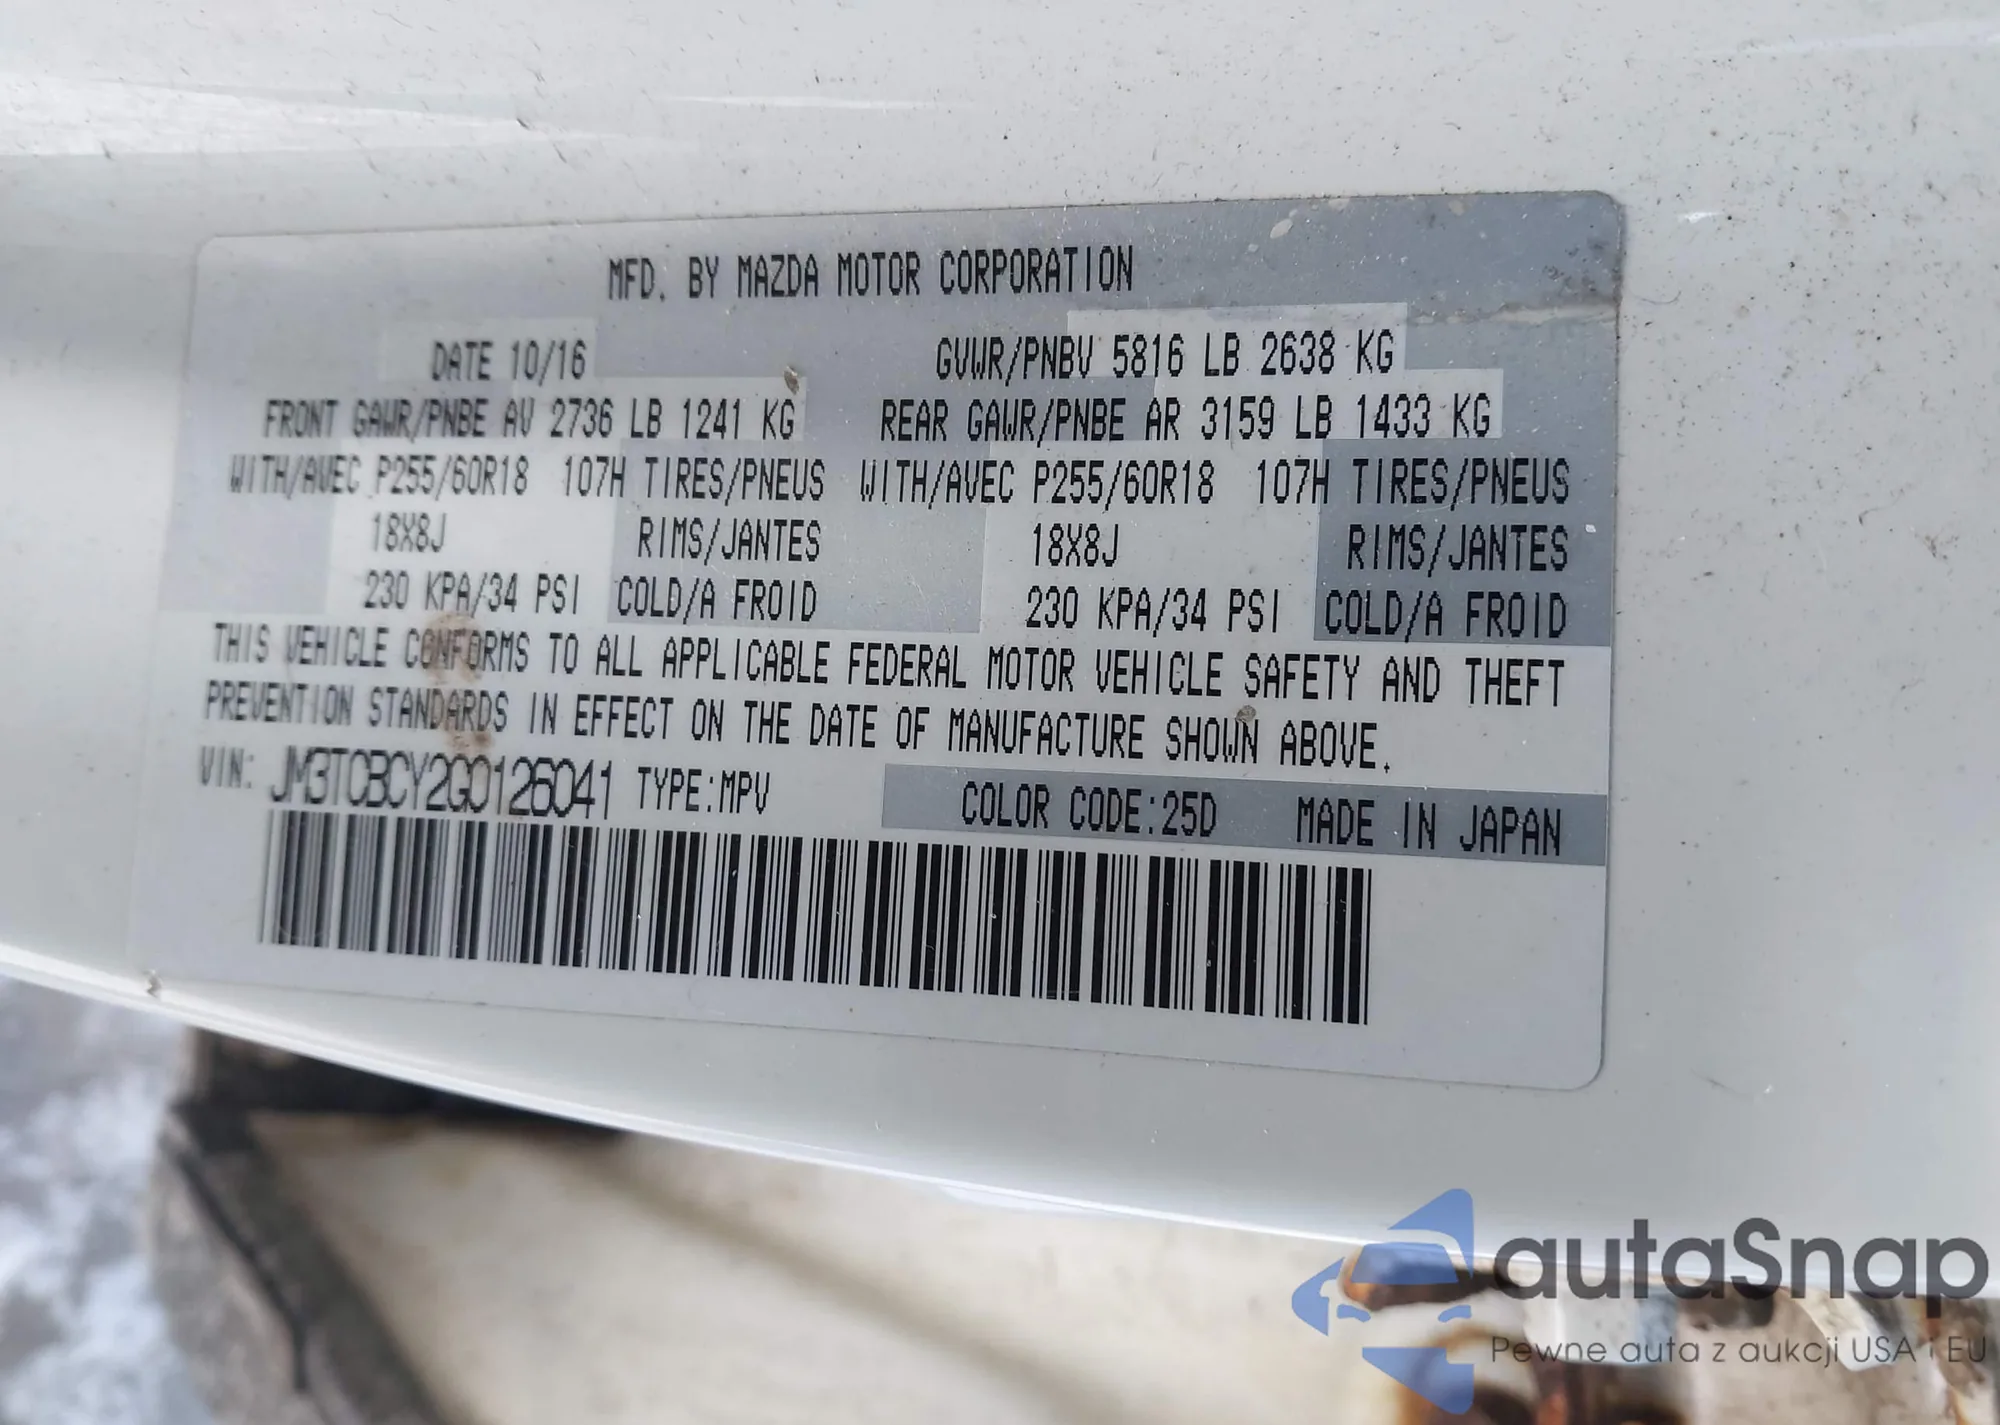 MFD. BY MAZDA MOTOR CORPORATION
DATE 10/16 GVWR/PNBV 5816 LB 2638 KG
FRONT GAWR/PNBE AV 2736 LB 1241 KG REAR GAWR/PNBE AR 3159 LB 1433 KG
WITH/AVEC P255/60R18 107H TIRES/PNEUS WITH/AVEC P255/60R18 107H TIRES/PNEUS
18X8J RIMS/JANTES 18X8J RIMS/JANTES
230 KPA/34 PSI COLD/A FROID 230 KPA/34 PSI COLD/A FROID
THIS VEHICLE CONFORMS TO ALL APPLICABLE FEDERAL MOTOR VEHICLE SAFETY AND THEFT
PREVENTION STANDARDS IN EFFECT ON THE DATE OF MANUFACTURE SHOWN ABOVE.
VIN: JM3TCBCY2G0126041 TYPE:MPV COLOR CODE:25D MADE IN JAPAN
autaSnap
Pewne auta z aukcji USA i EU